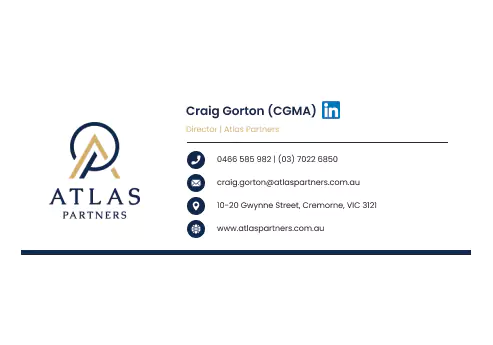 Craig Gorton (CGMA) in
Director | Atlas Partners
0466 585 982 | (03) 7022 6850
craig.gorton@atlaspartners.com.au
10-20 Gwynne Street, Cremorne, VIC 3121
www.atlaspartners.com.au
ATLAS
PARTNERS